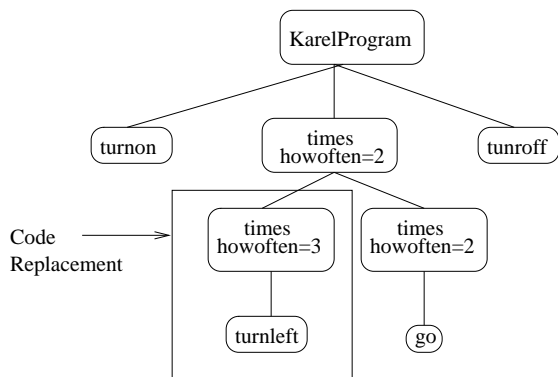 KarelProgram
turnon
times
howoften=2
tunroff
Code
Replacement
times
howoften=3
times
howoften=2
turnleft
go